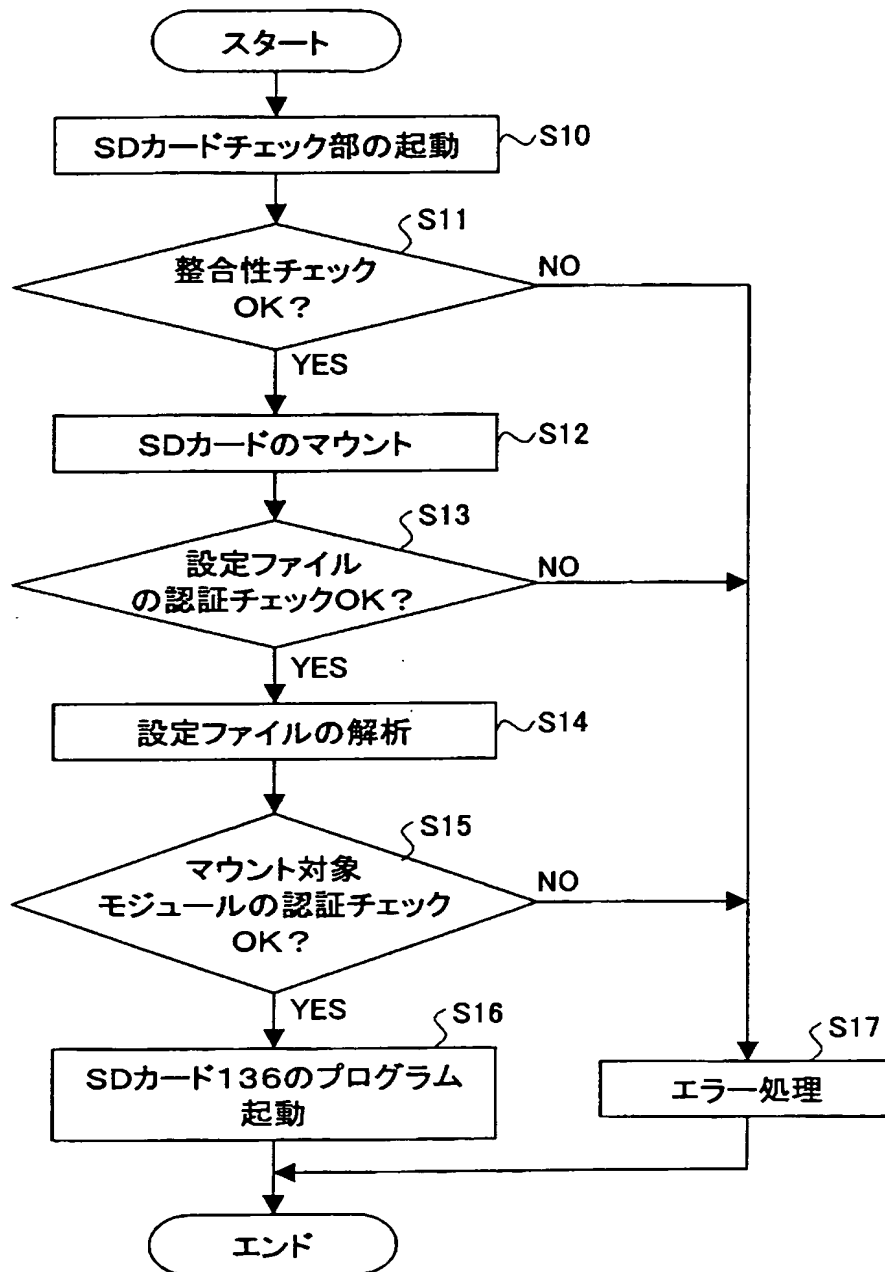 スタート
SDカードチェック部の起動
S10
S11
整合性チェック
OK?
NO
YES
SDカードのマウント
S12
S13
設定ファイル
の認証チェックOK?
NO
YES
設定ファイルの解析
S14
S15
マウント対象
モジュールの認証チェック
OK?
NO
YES
S16
SDカード136のプログラム
起動
S17
エラー処理
エンド